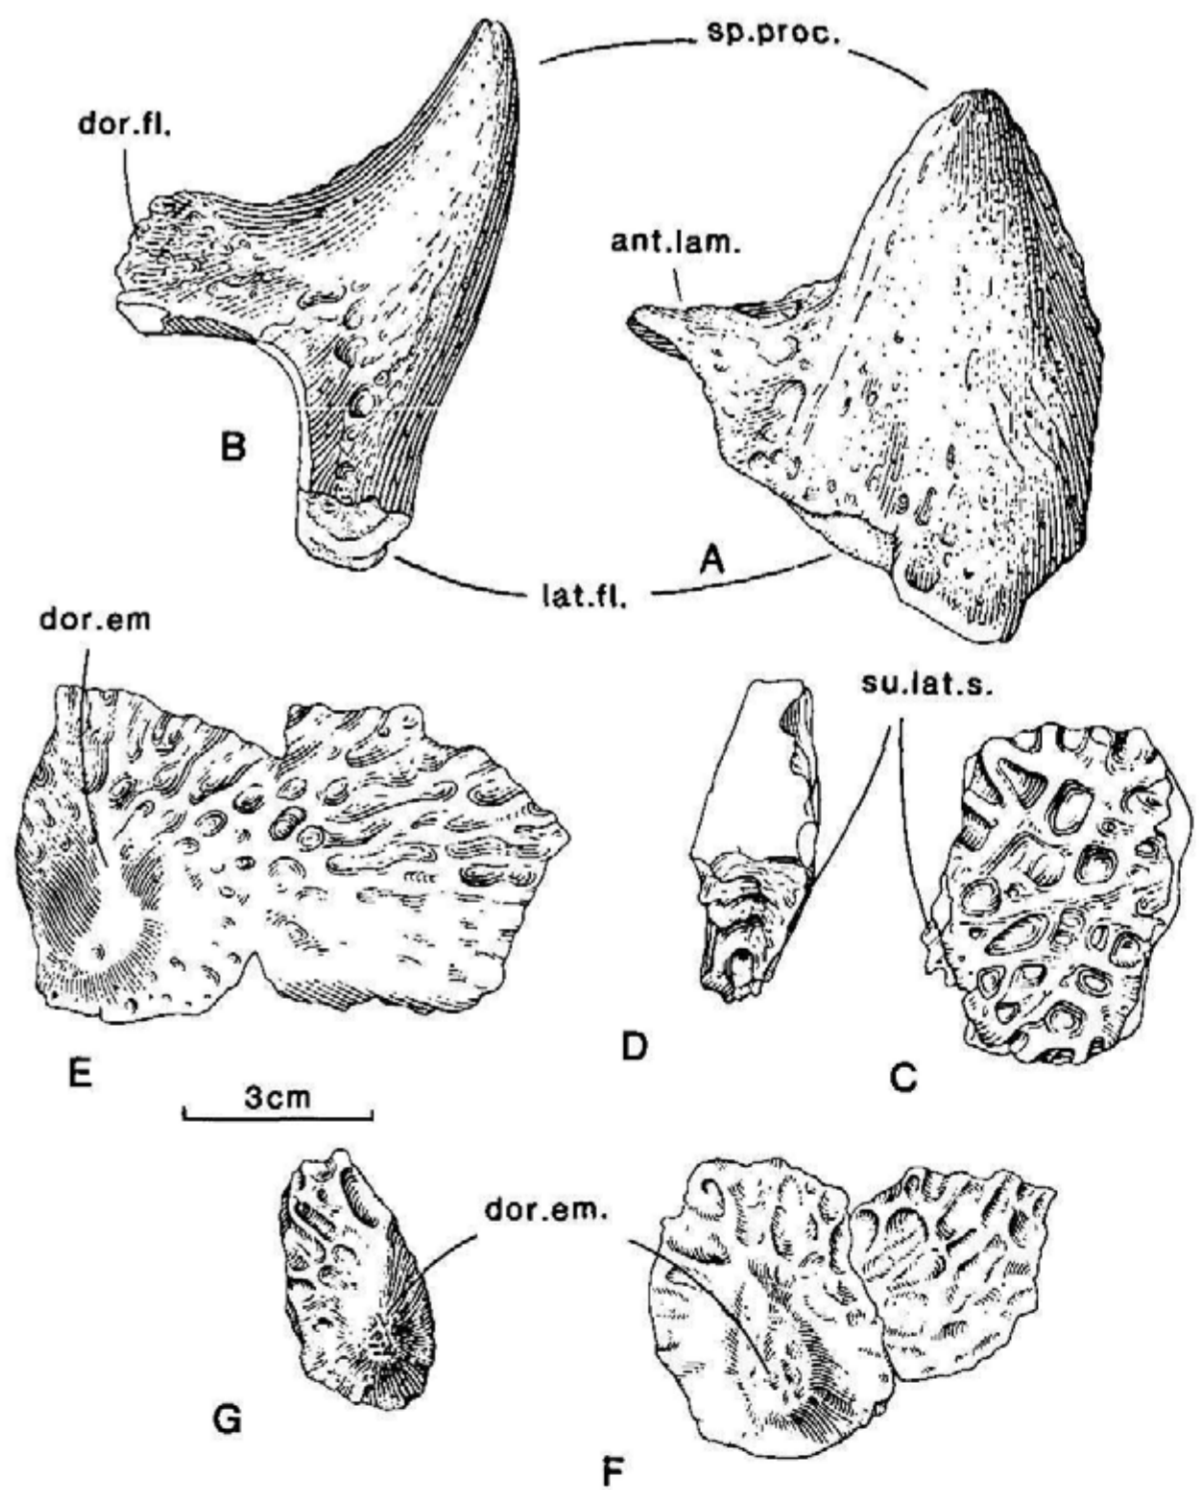 sp.proc.
dor.fl.
ant.lam.
B
A
lat.fl.
dor.em
su.lat.s.
D
E
C
3cm
dor.em.
G
F